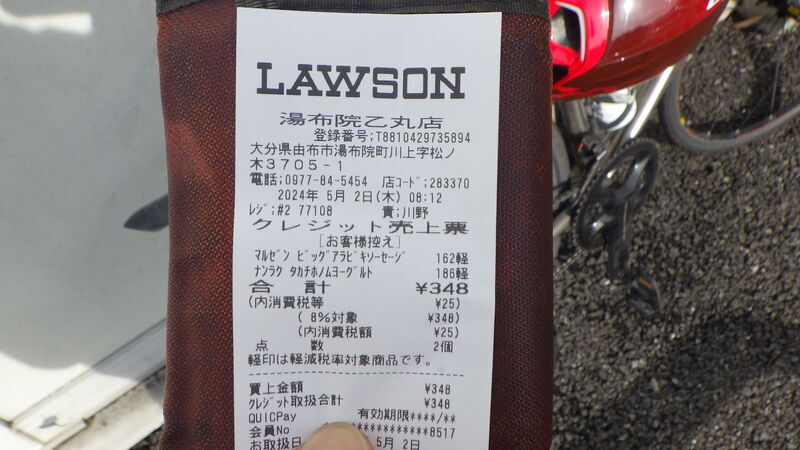 LAWSON
湯布院乙丸店
登録番号;T8810429735894
大分県由布市湯布院町川上字松ノ
木3705-1
電話;0977-84-5454 店コード;283370
2024年 5月 2日(木) 08:12
レジ;#2 77108 責;川野
クレジット売上票
[お客様控え]
マルゼン ビッグアラビキソーセージ 162軽
ナンラク タカチホノムヨーグルト 186軽
合計 ¥348
(内消費税等 ¥25)
( 8%対象 ¥348)
(内消費税額 ¥25)
点数 2個
軽印は軽減税率対象商品です。
買上金額 ¥348
クレジット取扱合計 ¥348
QUICPay 有効期限****/**
会員No ************8517
お取扱日 5月 2日